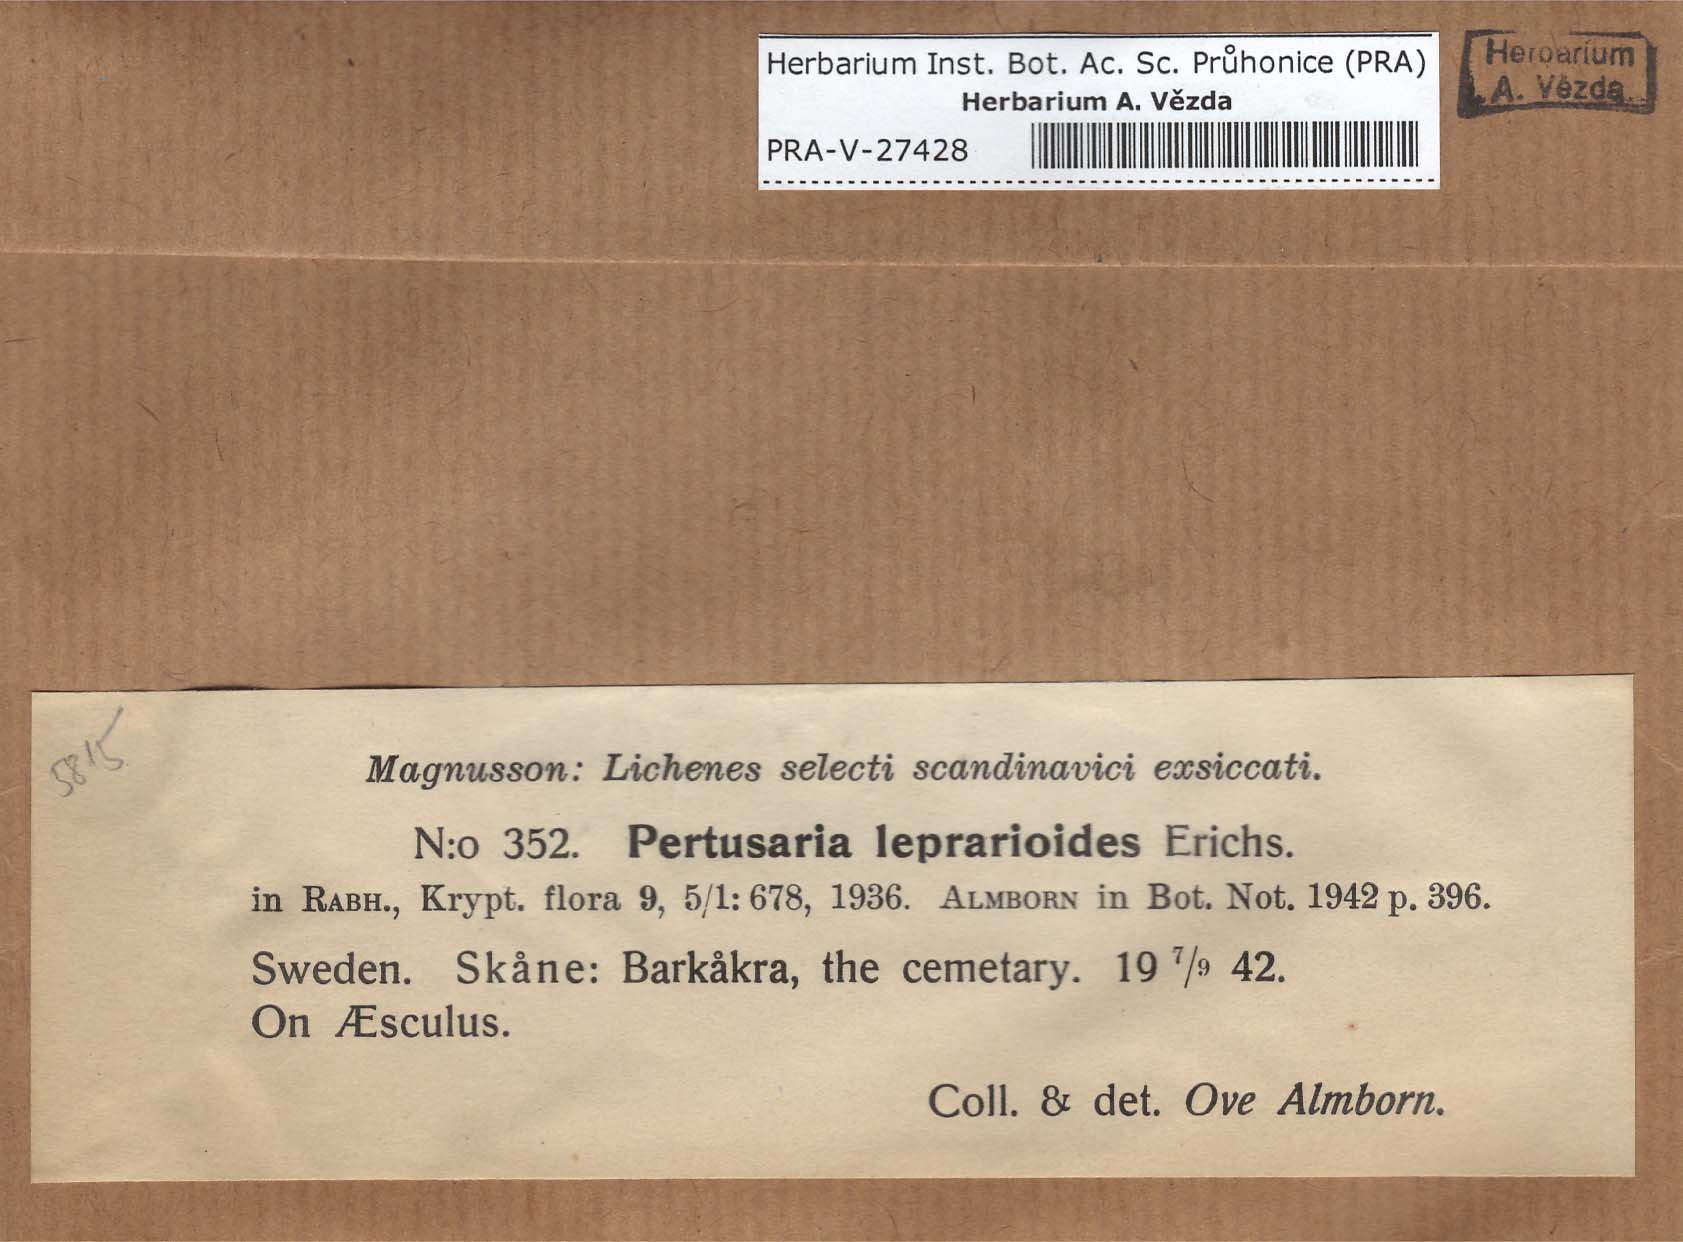 Herbarium Inst. Bot. Ac. Sc. Průhonice (PRA)
Herbarium A. Vězda
PRA-V-27428
Herbarium
A. Vězda
5815
Magnusson: Lichenes selecti scandinavici exsiccati.
N:o 352. Pertusaria leprarioides Erichs.
in RABH., Krypt. flora 9, 5/1: 678, 1936. ALMBORN in Bot. Not. 1942 p. 396.
Sweden. Skåne: Barkåkra, the cemetary. 19 7/9 42.
On Æsculus.
Coll. & det. Ove Almborn.